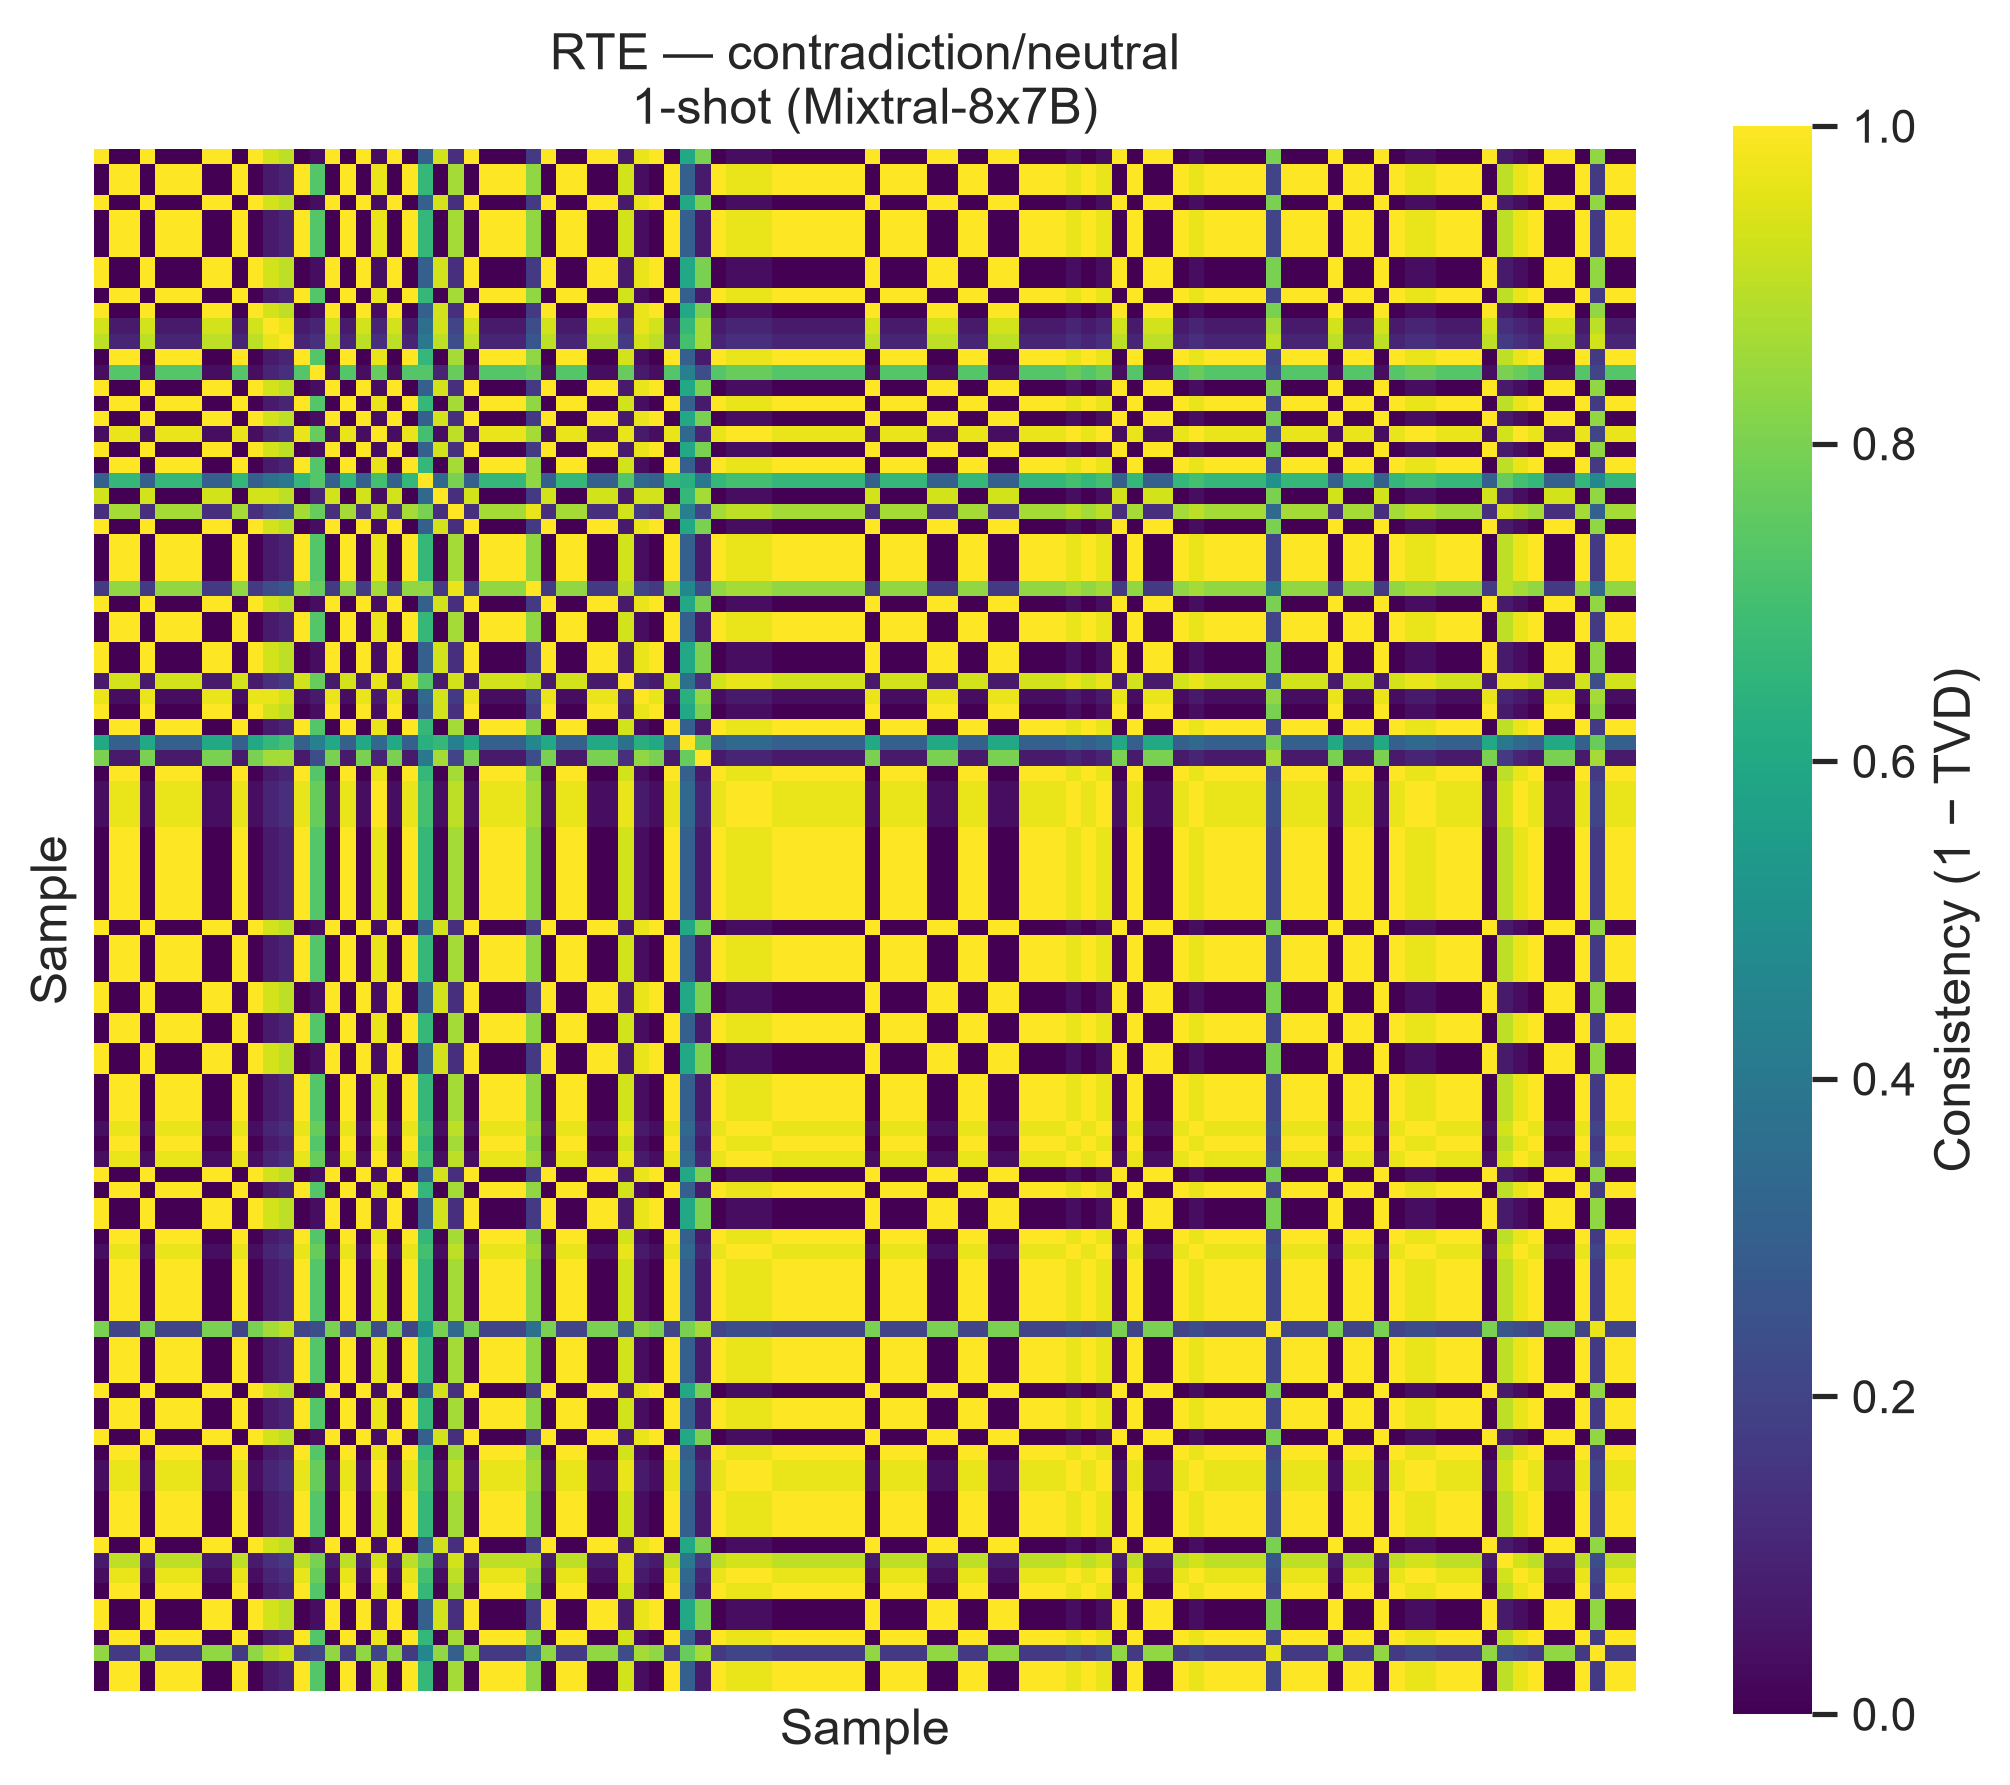 RTE — contradiction/neutral
1-shot (Mixtral-8x7B)
Sample
Sample
1.0
0.8
0.6
0.4
0.2
0.0
Consistency (1 − TVD)